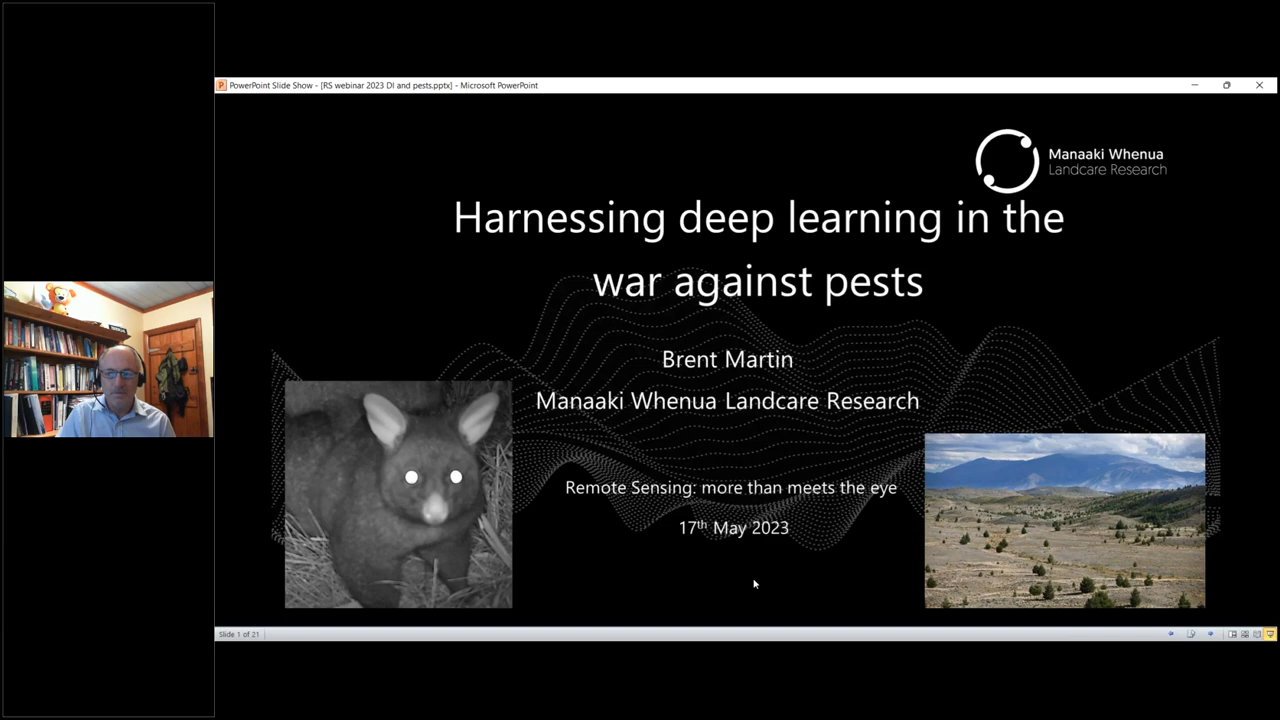 PowerPoint Slide Show - [RS webinar 2023 DI and pests.pptx] - Microsoft PowerPoint
Manaaki Whenua
Landcare Research
Harnessing deep learning in the
war against pests
Brent Martin
Manaaki Whenua Landcare Research
Remote Sensing: more than meets the eye
17th May 2023
Slide 1 of 21